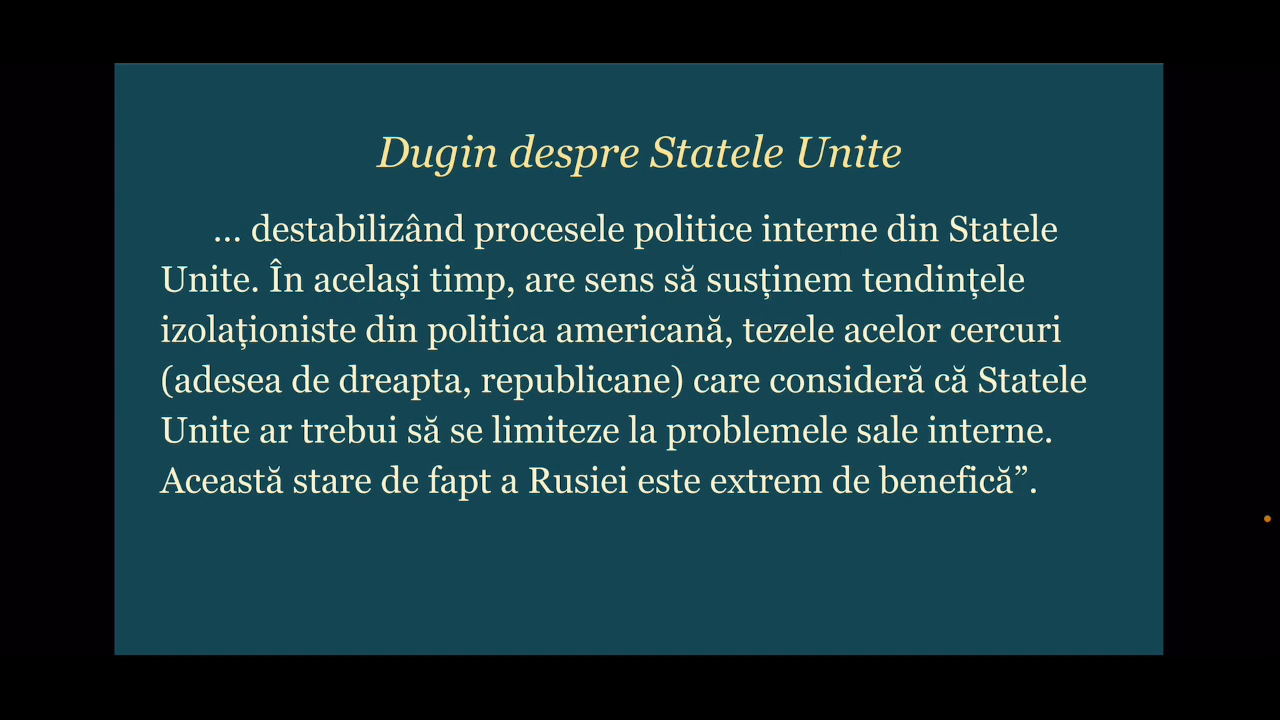 Dugin despre Statele Unite
... destabilizând procesele politice interne din Statele
Unite. În același timp, are sens să susținem tendințele
izolaționiste din politica americană, tezele acelor cercuri
(adesea de dreapta, republicane) care consideră că Statele
Unite ar trebui să se limiteze la problemele sale interne.
Această stare de fapt a Rusiei este extrem de benefică”.